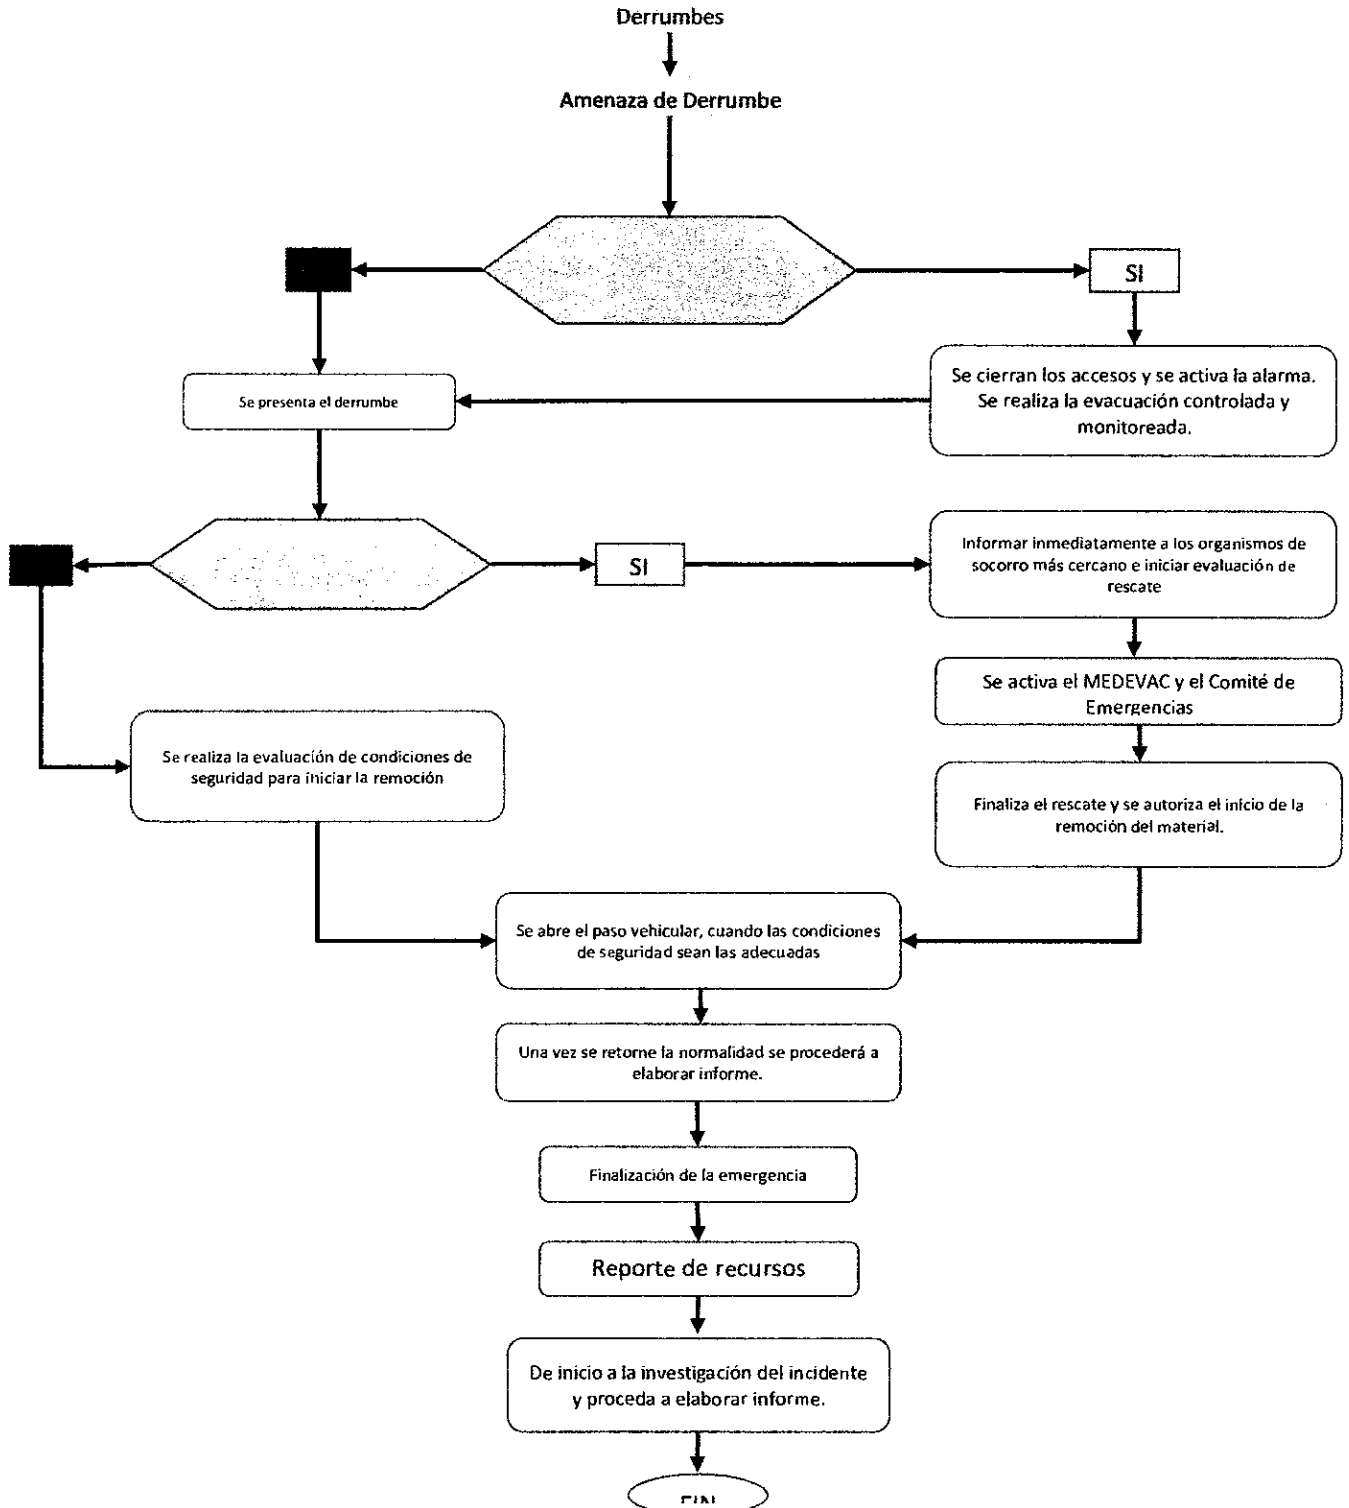 Derrumbes
Amenaza de Derrumbe
SI
Se cierran los accesos y se activa la alarma.
Se realiza la evacuación controlada y
monitoreada.
Se presenta el derrumbe
SI
Informar inmediatamente a los organismos de
socorro más cercano e iniciar evaluación de
rescate
Se activa el MEDEVAC y el Comité de
Emergencias
Se realiza la evaluación de condiciones de
seguridad para iniciar la remoción
Finaliza el rescate y se autoriza el inicio de la
remoción del material.
Se abre el paso vehicular, cuando las condiciones
de seguridad sean las adecuadas
Una vez se retorne la normalidad se procederá a
elaborar informe.
Finalización de la emergencia
Reporte de recursos
De inicio a la investigación del incidente
y proceda a elaborar informe.